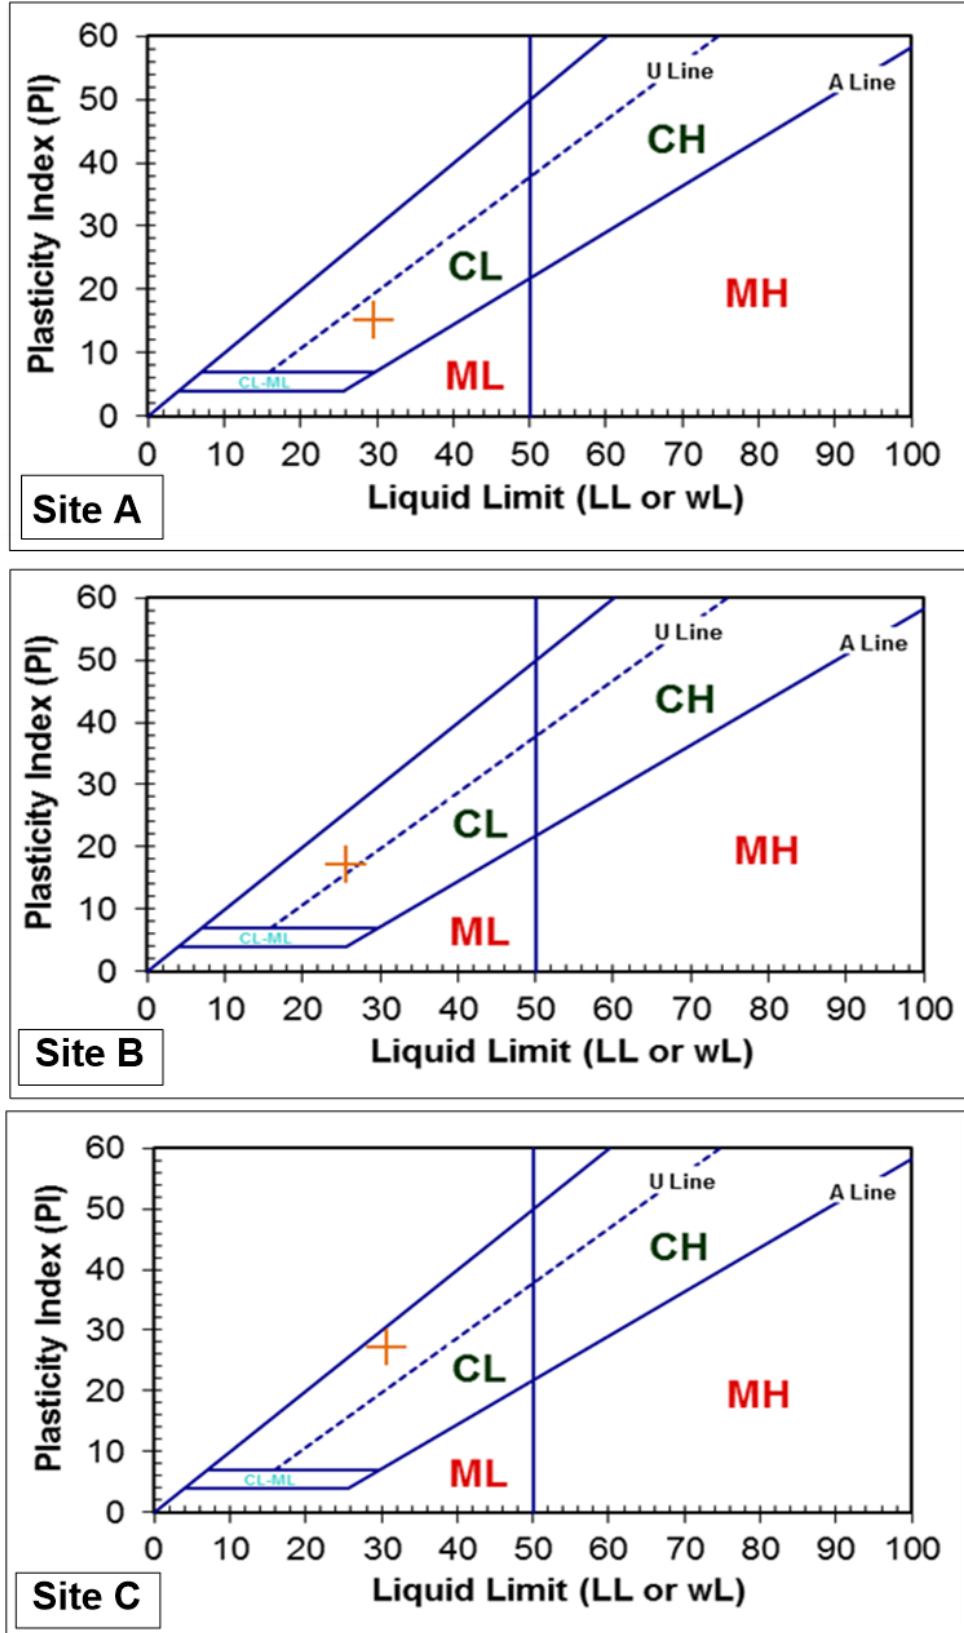 60
50
40
30
20
10
0
Plasticity Index (PI)
U Line
A Line
CH
CL
MH
CL-ML
ML
0 10 20 30 40 50 60 70 80 90 100
Liquid Limit (LL or wL)
Site A
60
50
40
30
20
10
0
Plasticity Index (PI)
U Line
A Line
CH
CL
MH
CL-ML
ML
0 10 20 30 40 50 60 70 80 90 100
Liquid Limit (LL or wL)
Site B
60
50
40
30
20
10
0
Plasticity Index (PI)
U Line
A Line
CH
CL
MH
CL-ML
ML
0 10 20 30 40 50 60 70 80 90 100
Liquid Limit (LL or wL)
Site C